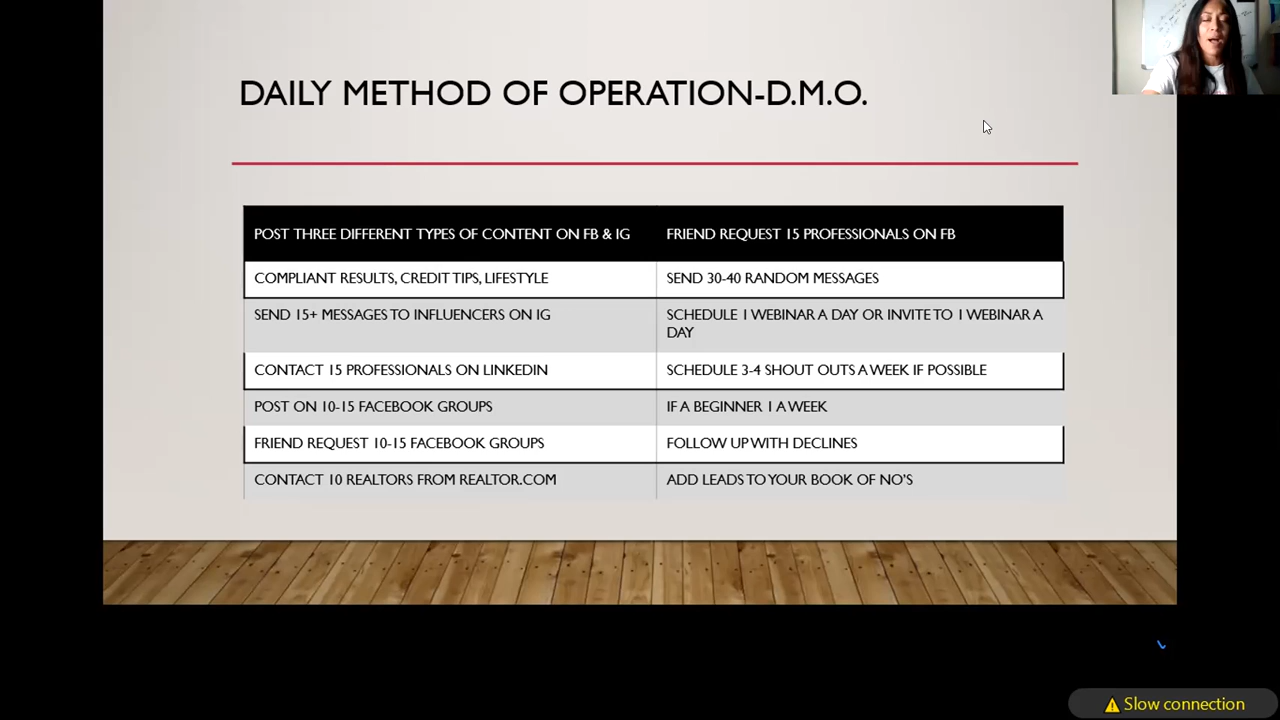 DAILY METHOD OF OPERATION-D.M.O.
POST THREE DIFFERENT TYPES OF CONTENT ON FB & IG
FRIEND REQUEST 15 PROFESSIONALS ON FB
COMPLIANT RESULTS, CREDIT TIPS, LIFESTYLE
SEND 30-40 RANDOM MESSAGES
SEND 15+ MESSAGES TO INFLUENCERS ON IG
SCHEDULE 1 WEBINAR A DAY OR INVITE TO 1 WEBINAR A
DAY
CONTACT 15 PROFESSIONALS ON LINKEDIN
SCHEDULE 3-4 SHOUT OUTS A WEEK IF POSSIBLE
POST ON 10-15 FACEBOOK GROUPS
IF A BEGINNER 1 A WEEK
FRIEND REQUEST 10-15 FACEBOOK GROUPS
FOLLOW UP WITH DECLINES
CONTACT 10 REALTORS FROM REALTOR.COM
ADD LEADS TO YOUR BOOK OF NO'S
Slow connection